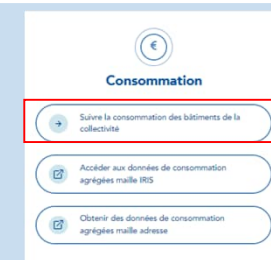 €
Consommation
Suivre la consommation des bâtiments de la
collectivité
Accéder aux données de consommation
agrégées maille IRIS
Obtenir des données de consommation
agrégées maille adresse